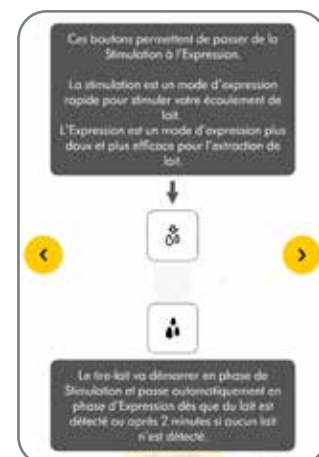 Ces boutons permettent de passer de la
Stimulation à l'Expression.
La stimulation est un mode d'expression
rapide pour stimuler votre écoulement de
lait.
L'Expression est un mode d'expression plus
doux et plus efficace pour l'extraction de
lait.
Le tire-lait va démarrer en phase de
Stimulation et passe automatiquement en
phase d'Expression dès que du lait est
détecté ou après 2 minutes si aucun lait
n'est détecté.